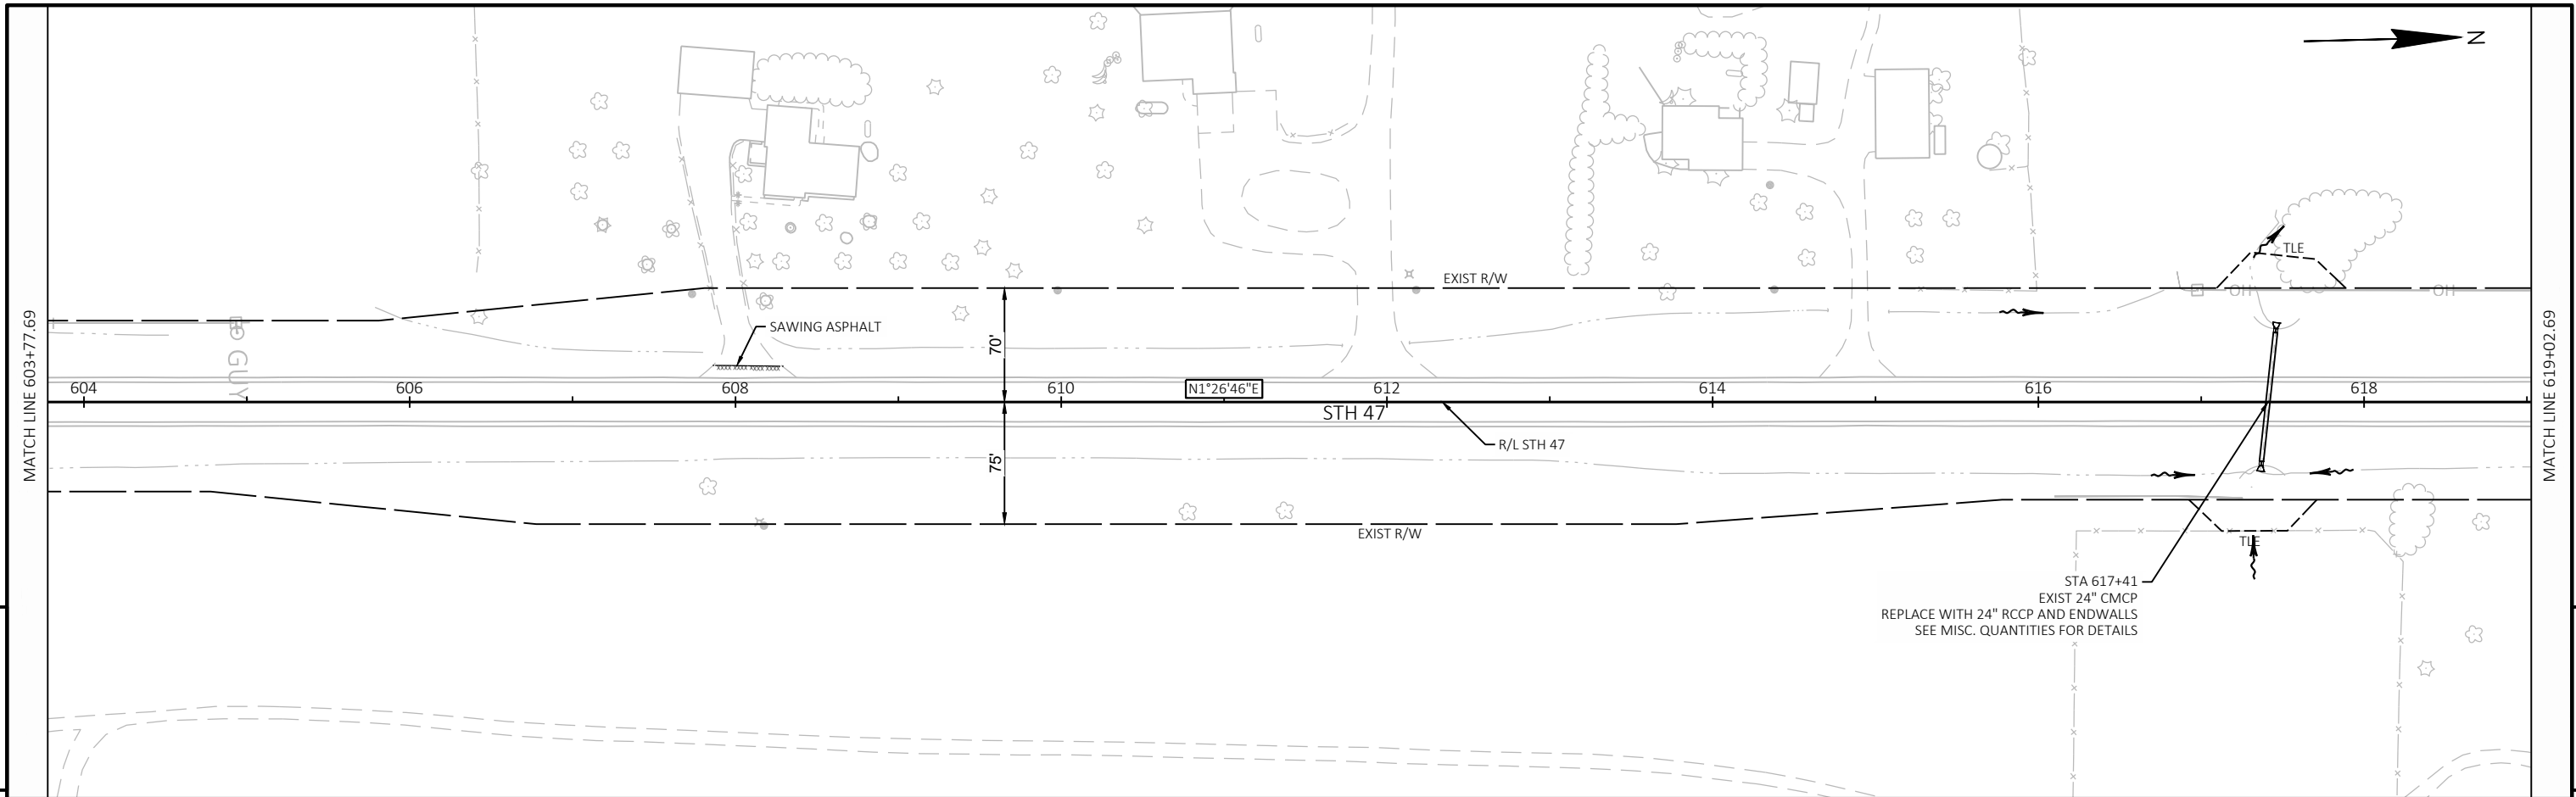 N
TLE
EXIST R/W
OH
OH
MATCH LINE 603+77.69
MATCH LINE 619+02.69
GUY
SAWING ASPHALT
70'
604
606
608
610
N1°26'46"E
612
614
616
618
STH 47
R/L STH 47
75'
EXIST R/W
TLE
STA 617+41
EXIST 24" CMCP
REPLACE WITH 24" RCCP AND ENDWALLS
SEE MISC. QUANTITIES FOR DETAILS